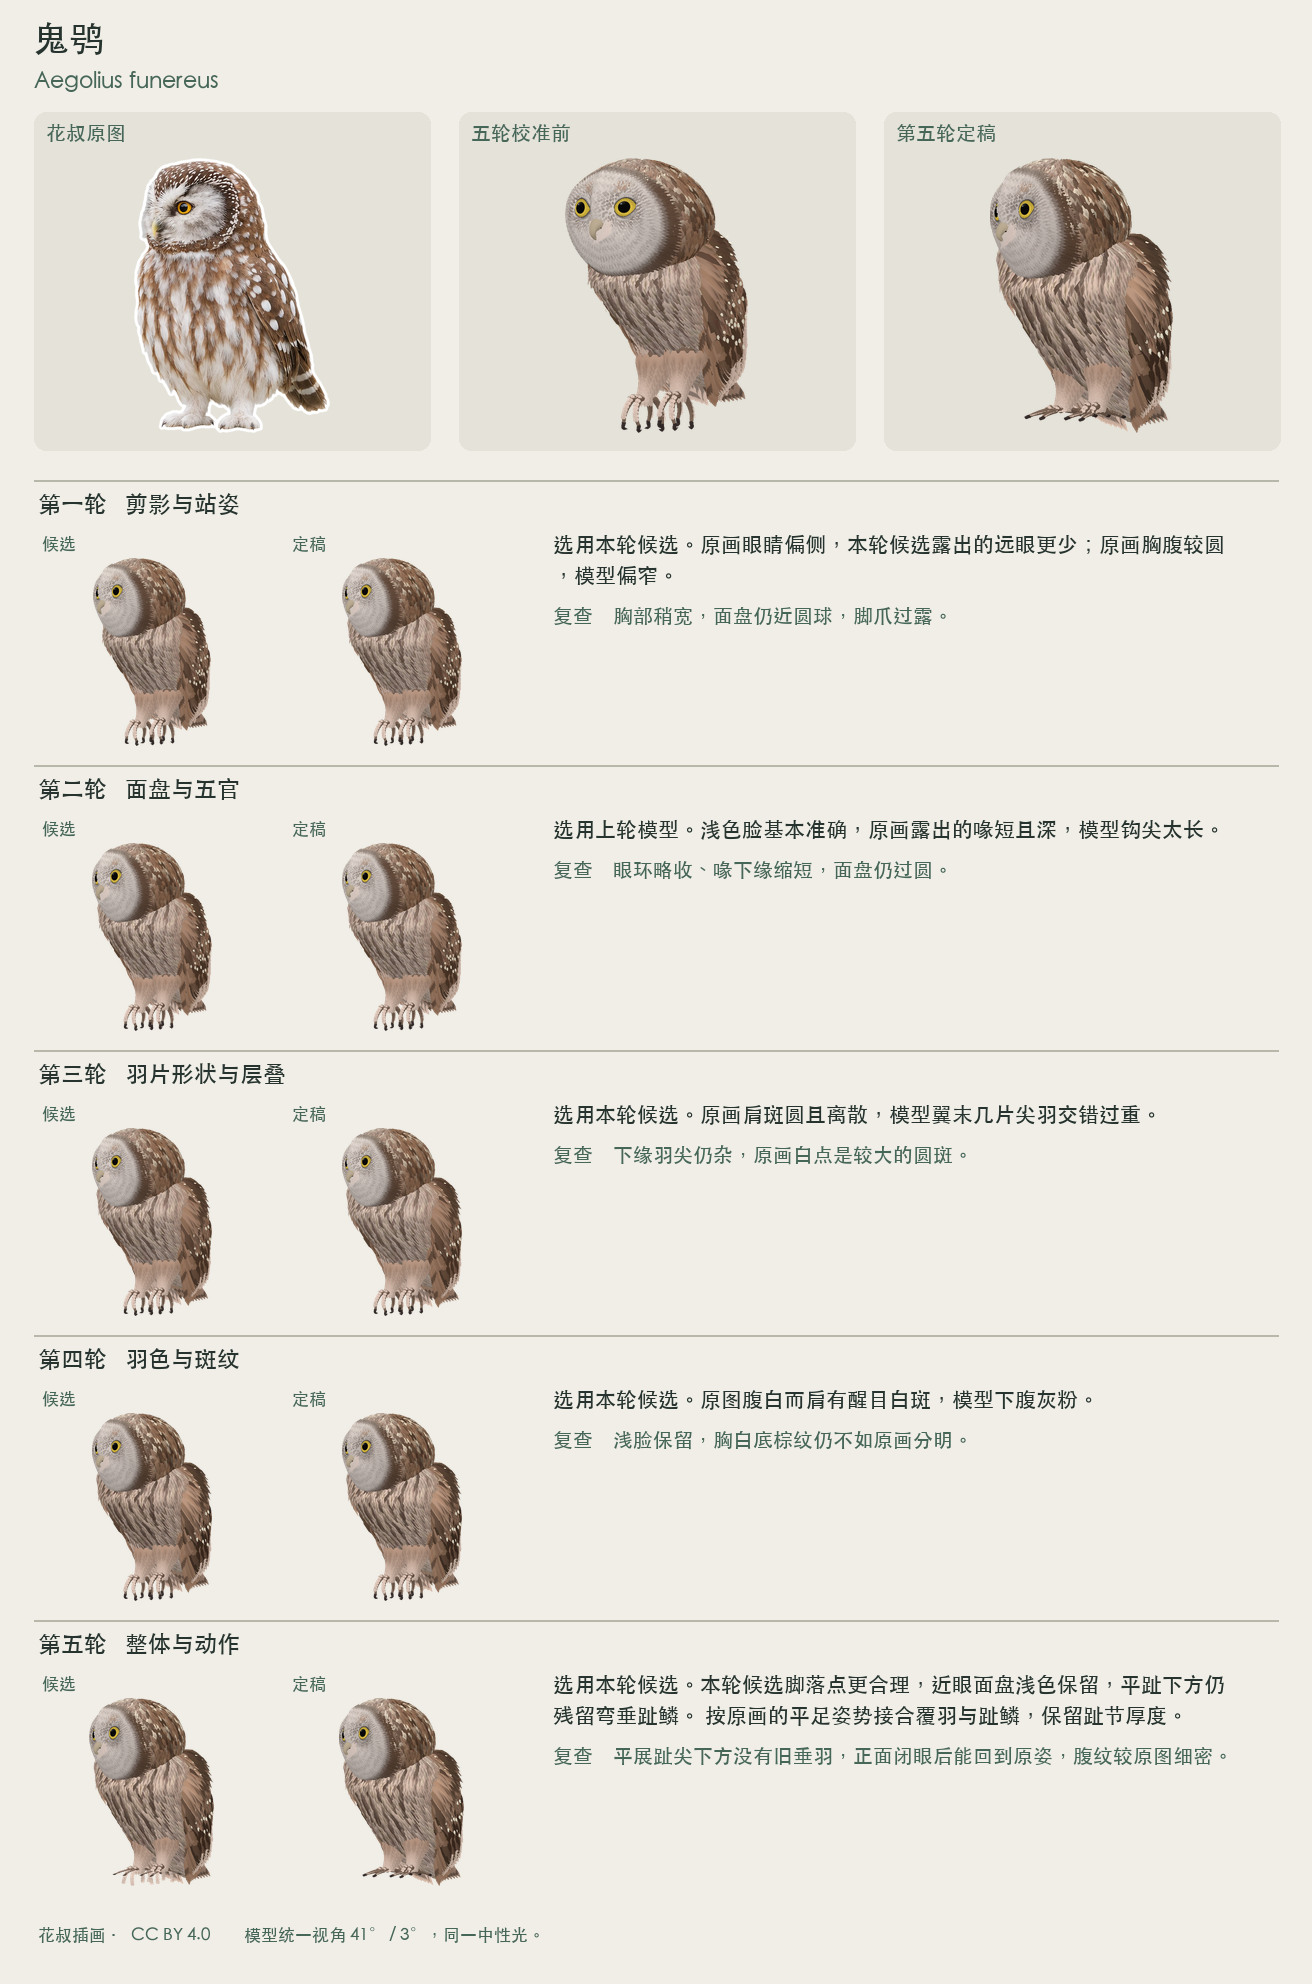 鬼鸮
Aegolius funereus
花叔原图
五轮校准前
第五轮定稿
第一轮 剪影与站姿
候选
定稿
选用本轮候选。原画眼睛偏侧，本轮候选露出的远眼更少；原画胸腹较圆
，模型偏窄。
复查 胸部稍宽，面盘仍近圆球，脚爪过露。
第二轮 面盘与五官
候选
定稿
选用上轮模型。浅色脸基本准确，原画露出的喙短且深，模型钩尖太长。
复查 眼环略收、喙下缘缩短，面盘仍过圆。
第三轮 羽片形状与层叠
候选
定稿
选用本轮候选。原画肩斑圆且离散，模型翼末几片尖羽交错过重。
复查 下缘羽尖仍杂，原画白点是较大的圆斑。
第四轮 羽色与斑纹
候选
定稿
选用本轮候选。原图腹白而肩有醒目白斑，模型下腹灰粉。
复查 浅脸保留，胸白底棕纹仍不如原画分明。
第五轮 整体与动作
候选
定稿
选用本轮候选。本轮候选脚落点更合理，近眼面盘浅色保留，平趾下方仍
残留弯垂趾鳞。 按原画的平足姿势接合覆羽与趾鳞，保留趾节厚度。
复查 平展趾尖下方没有旧垂羽，正面闭眼后能回到原姿，腹纹较原图细密。
花叔插画 · CC BY 4.0 模型统一视角 41° / 3° ，同一中性光。